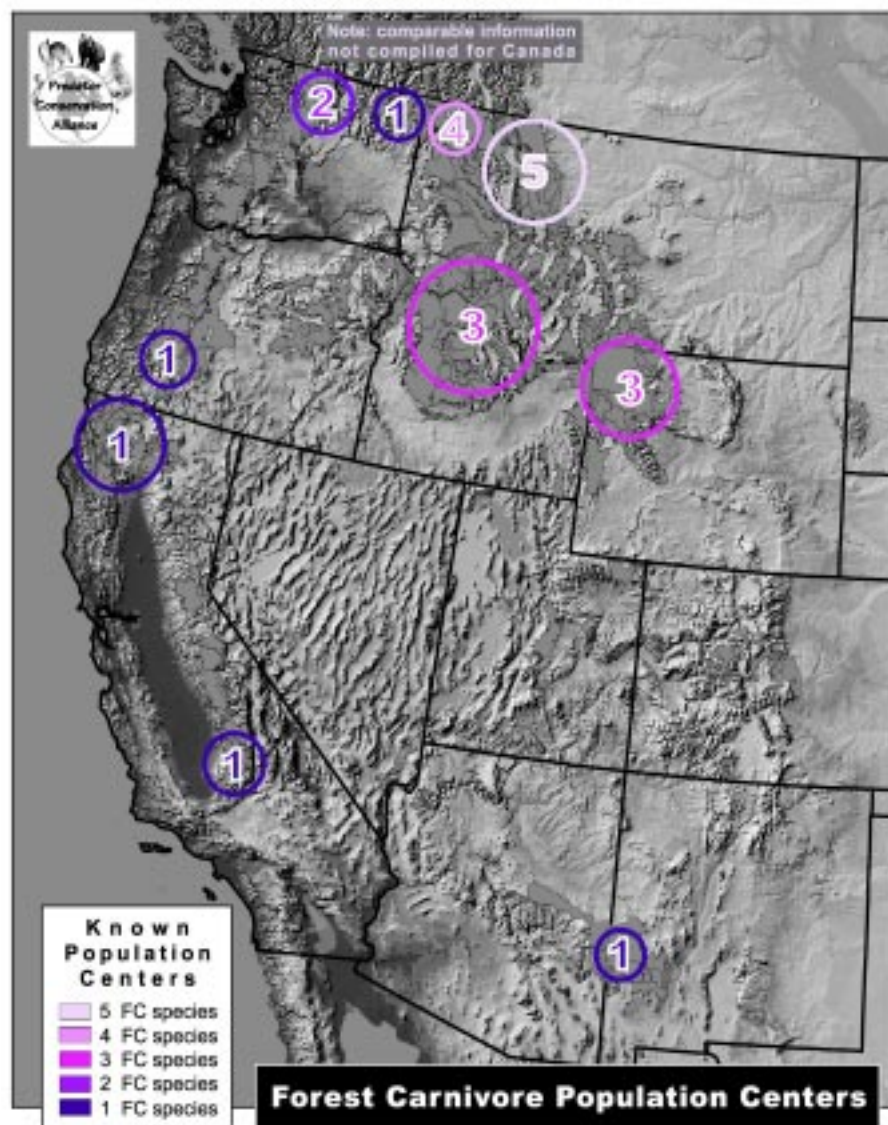 Note: comparable information
not compiled for Canada
Predator
Conservation
Alliance
2
1
4
5
3
3
1
1
1
1
Known
Population
Centers
5 FC species
4 FC species
3 FC species
2 FC species
1 FC species
Forest Carnivore Population Centers